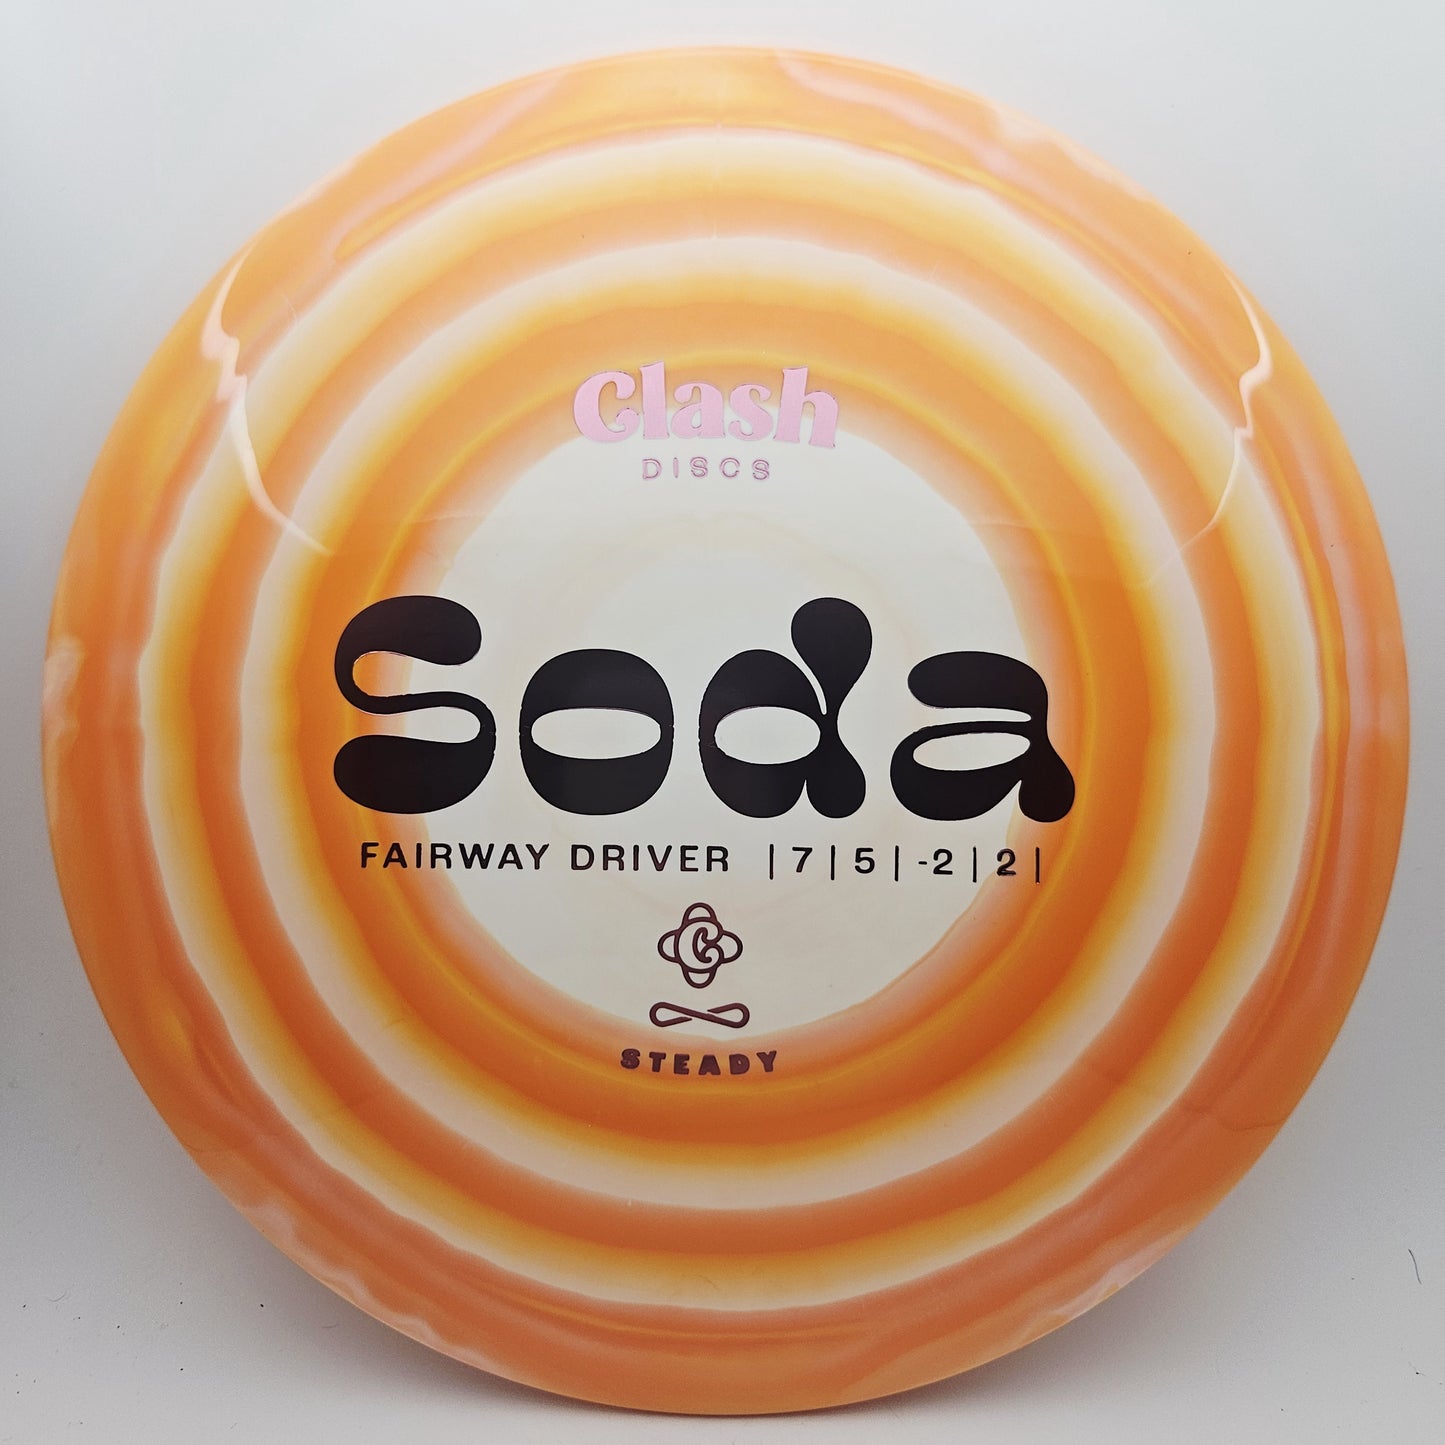 Clash
DISCS
Soda
FAIRWAY DRIVER | 7 | 5 | -2 | 2 |
C
STEADY